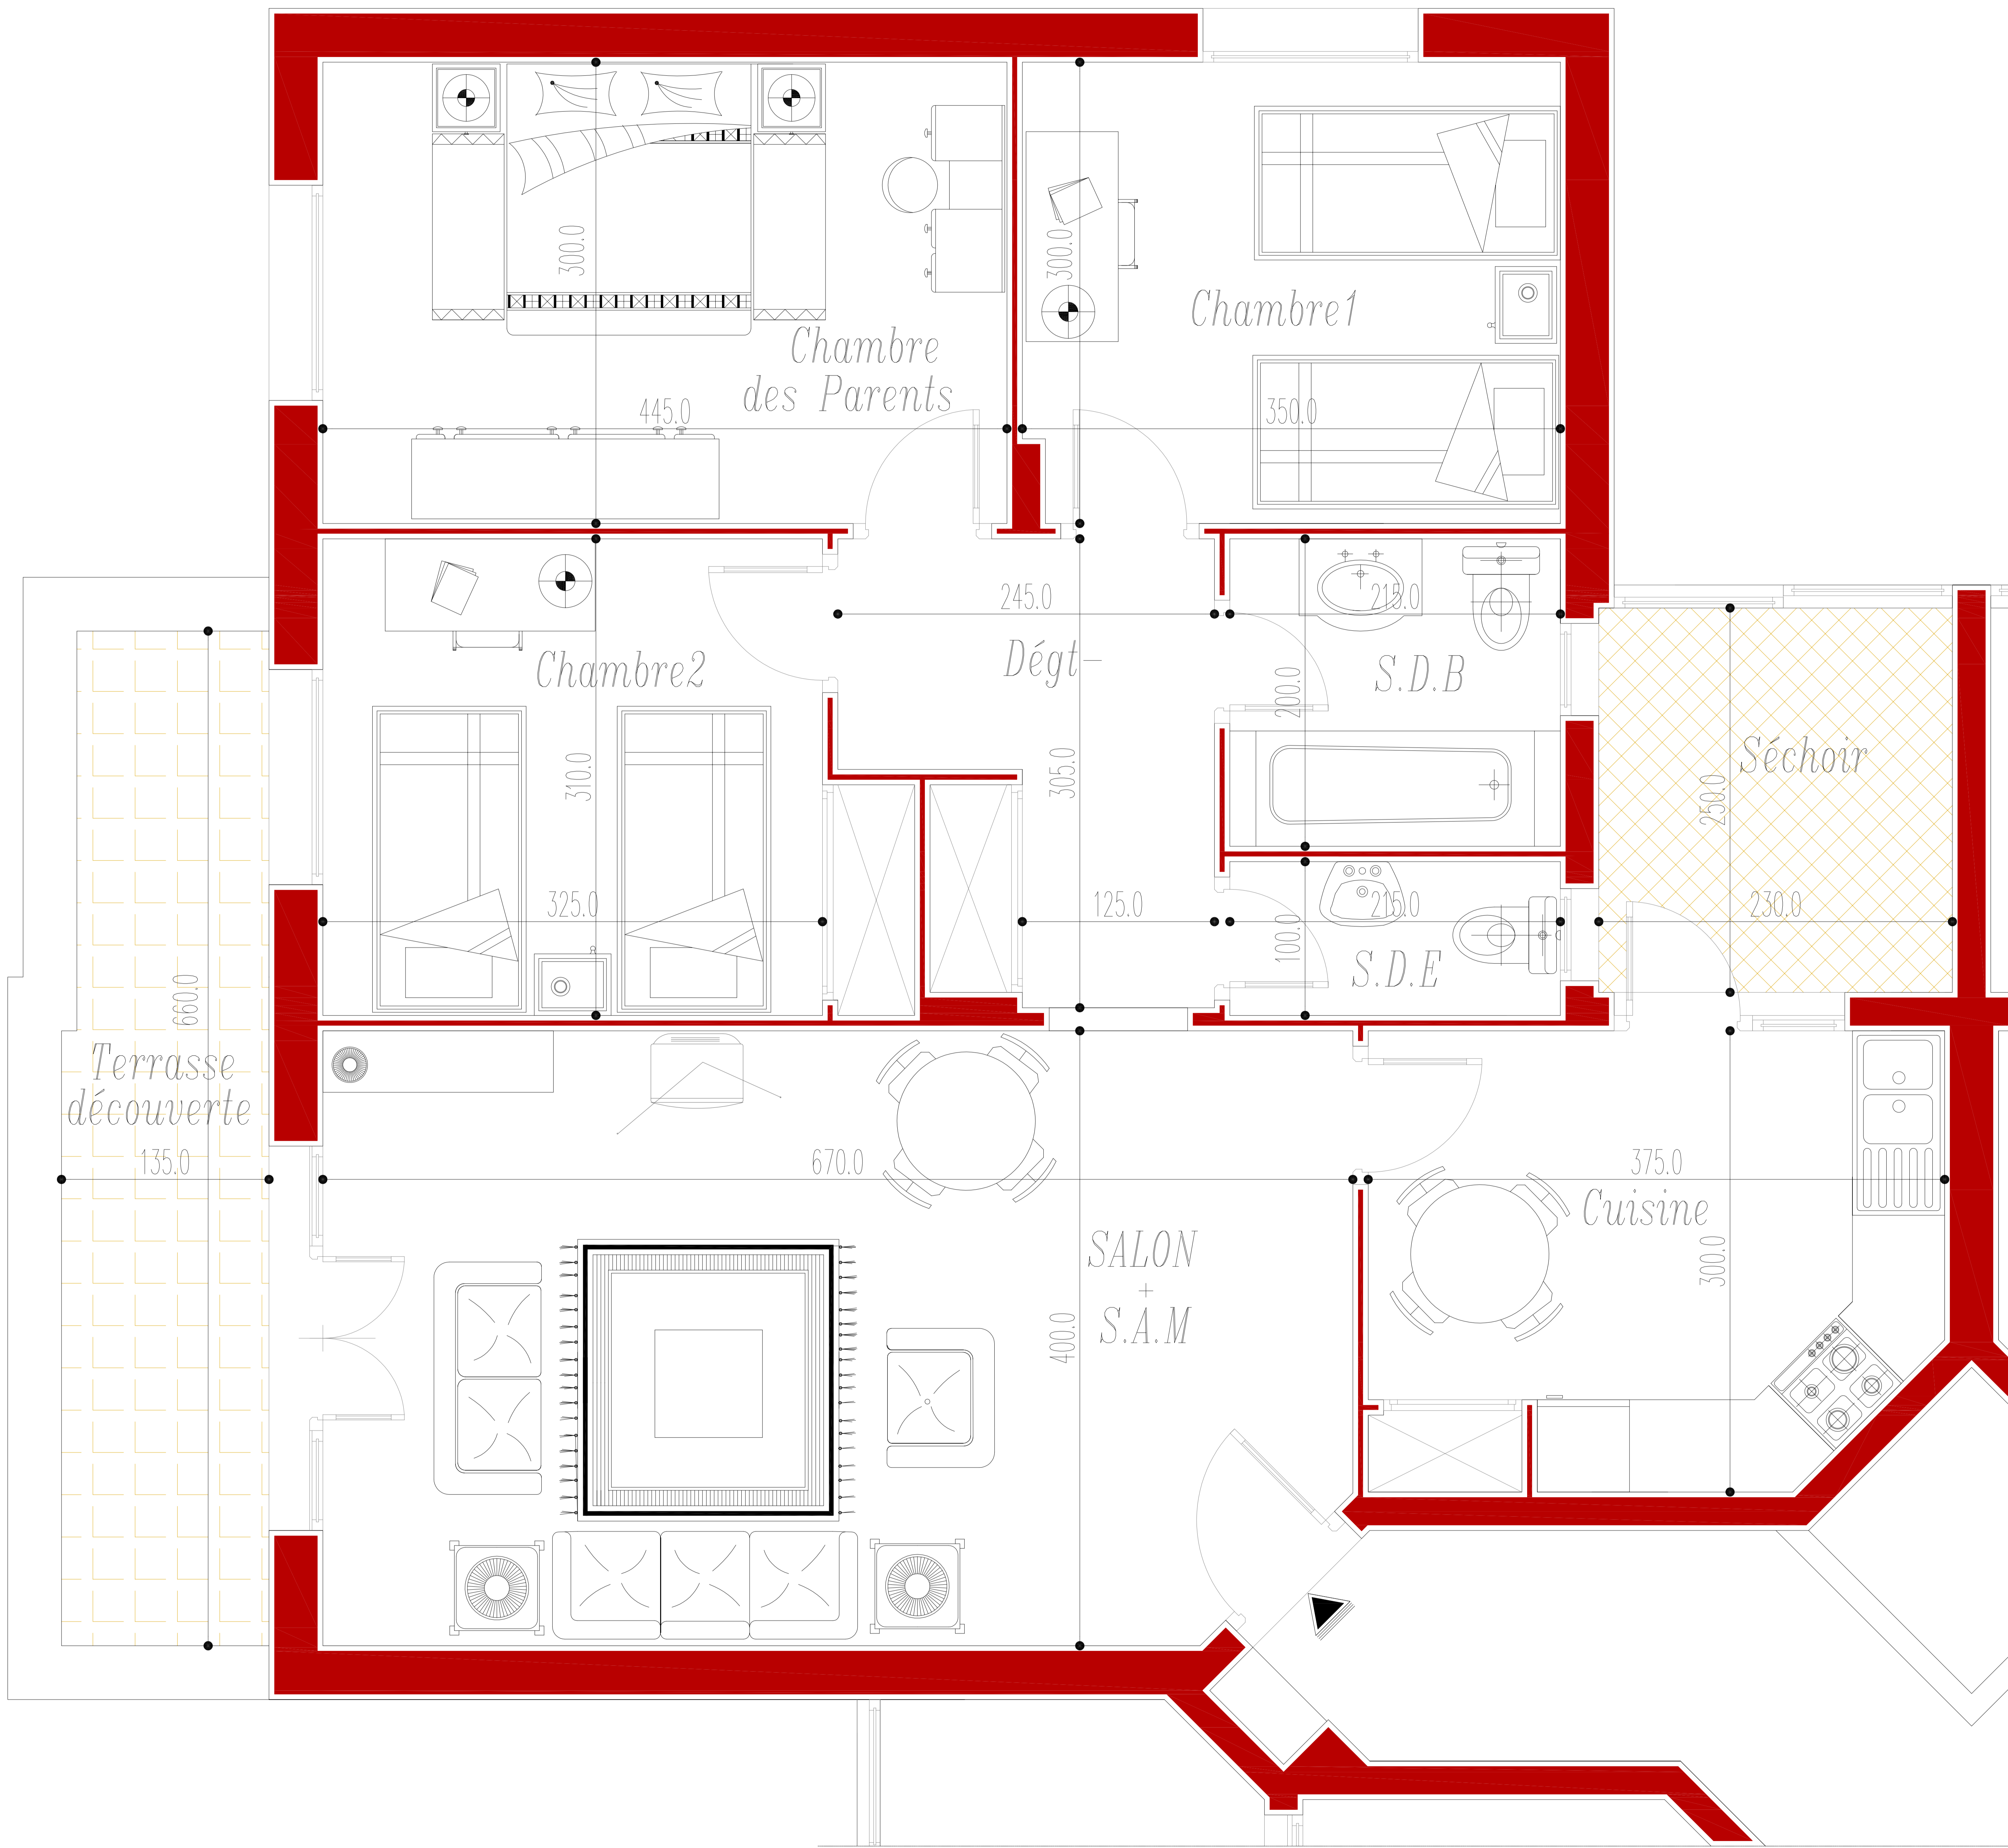 300.0
300.0
Chambre1
Chambre
des Parents
445.0
350.0
245.0
215.0
Dégt-
Chambre2
S.D.B
200.0
Séchoir
310.0
305.0
250.0
325.0
125.0
215.0
230.0
100.0
S.D.E
660.0
Terrasse
découverte
135.0
670.0
375.0
Cuisine
SALON
+
S.A.M
300.0
400.0